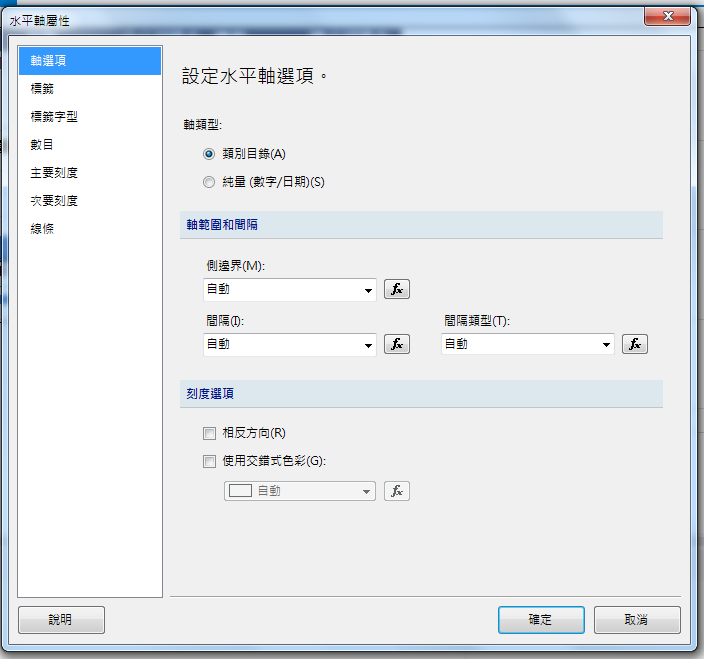 水平軸屬性
軸選項
標籤
標籤字型
數目
主要刻度
次要刻度
線條
設定水平軸選項。
軸類型:
類別目錄(A)
純量 (數字/日期)(S)
軸範圍和間隔
側邊界(M):
自動
fx
間隔(I):
間隔類型(T):
自動
fx
自動
fx
刻度選項
相反方向(R)
使用交錯式色彩(G):
自動
fx
說明
確定
取消